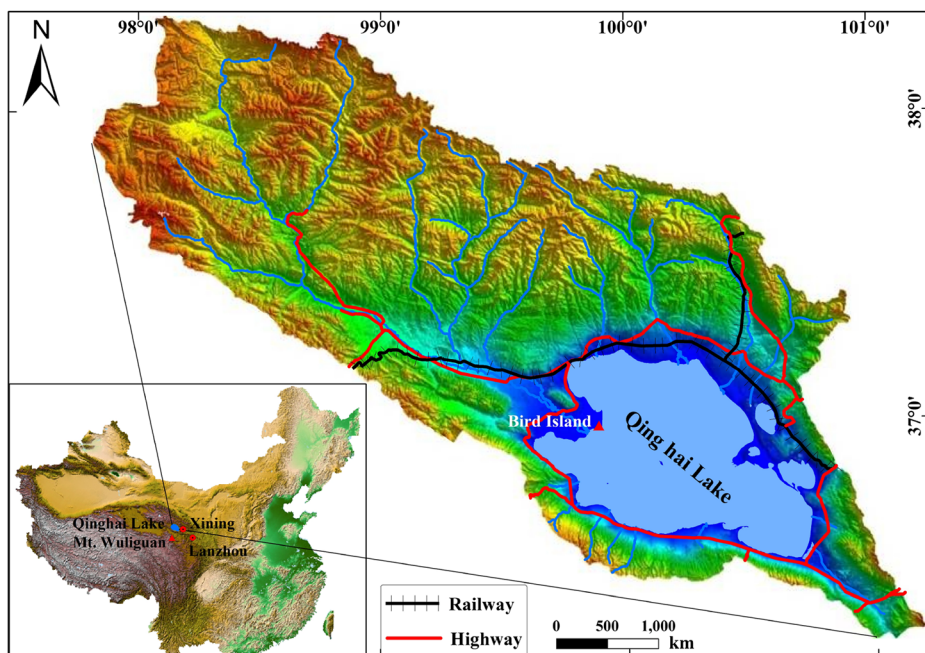 N
98°0'
99°0'
100°0'
101°0'
38°0'
37°0'
Bird Island
Qing hai Lake
Qinghai Lake
Xining
Mt. Wuliguan
Lanzhou
Railway
Highway
0 500 1,000
km